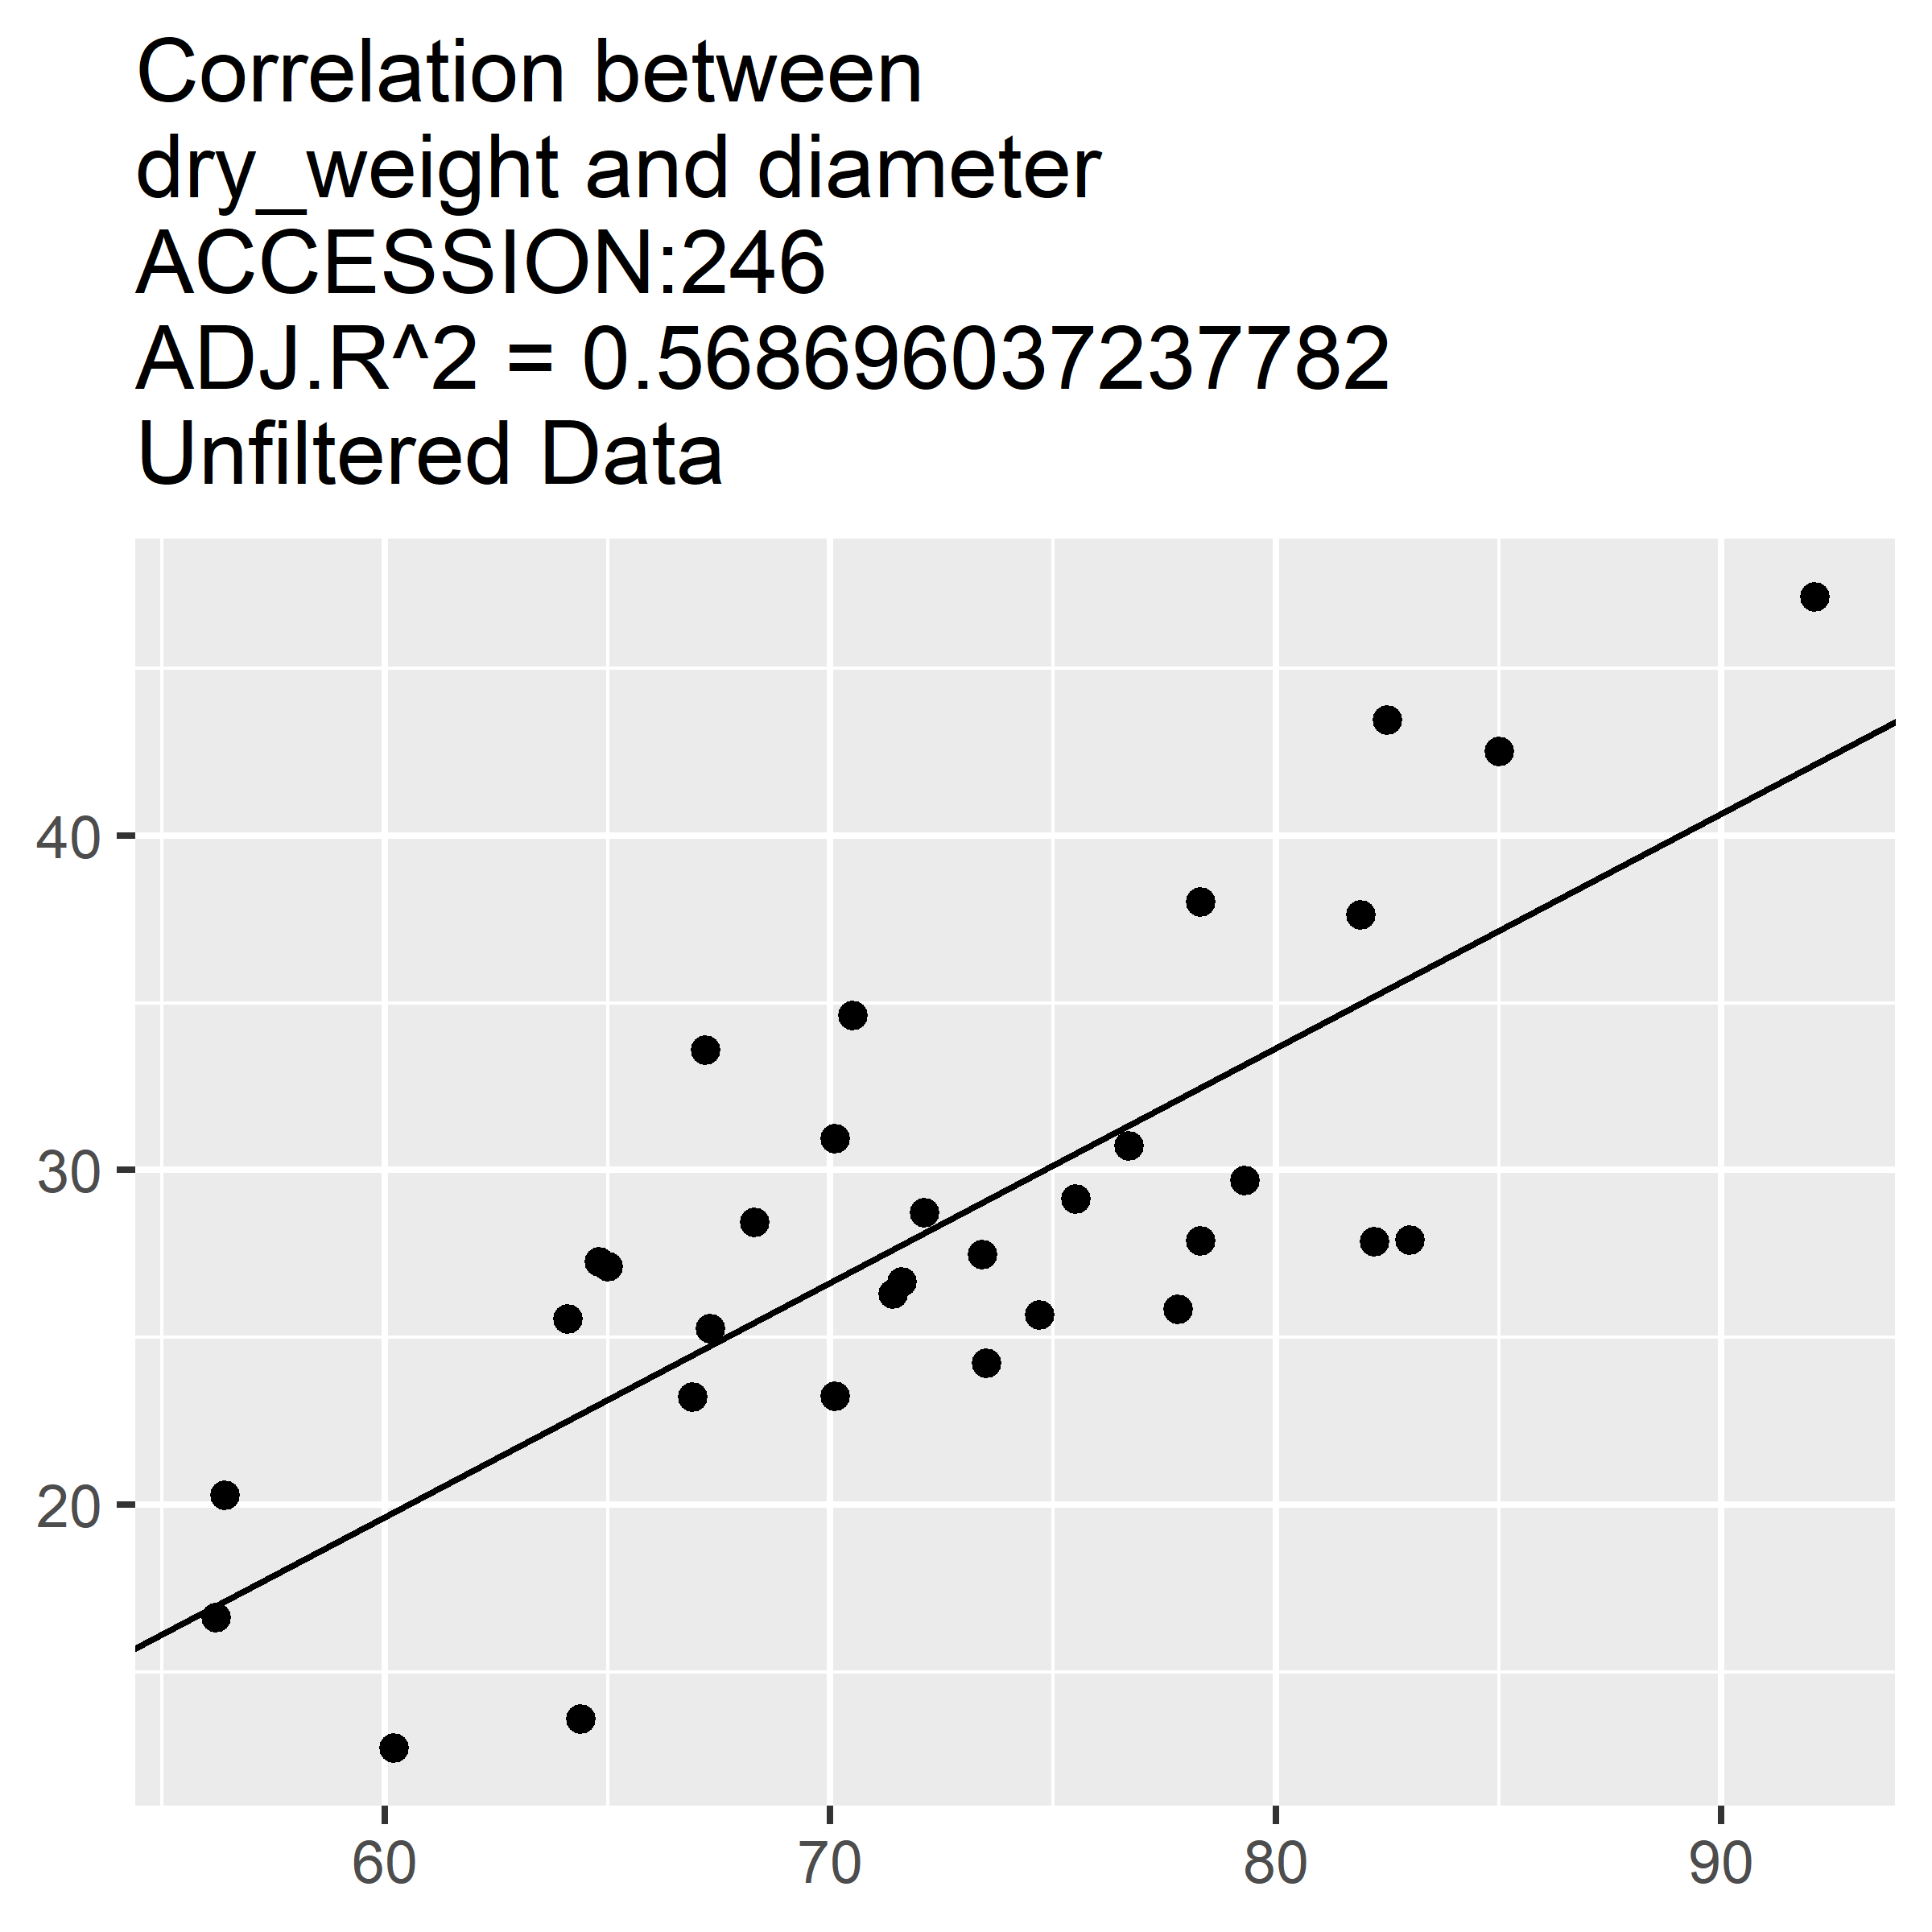 Correlation between
dry_weight and diameter
ACCESSION:246
ADJ.R^2 = 0.568696037237782
Unfiltered Data
40
30
20
60 70 80 90